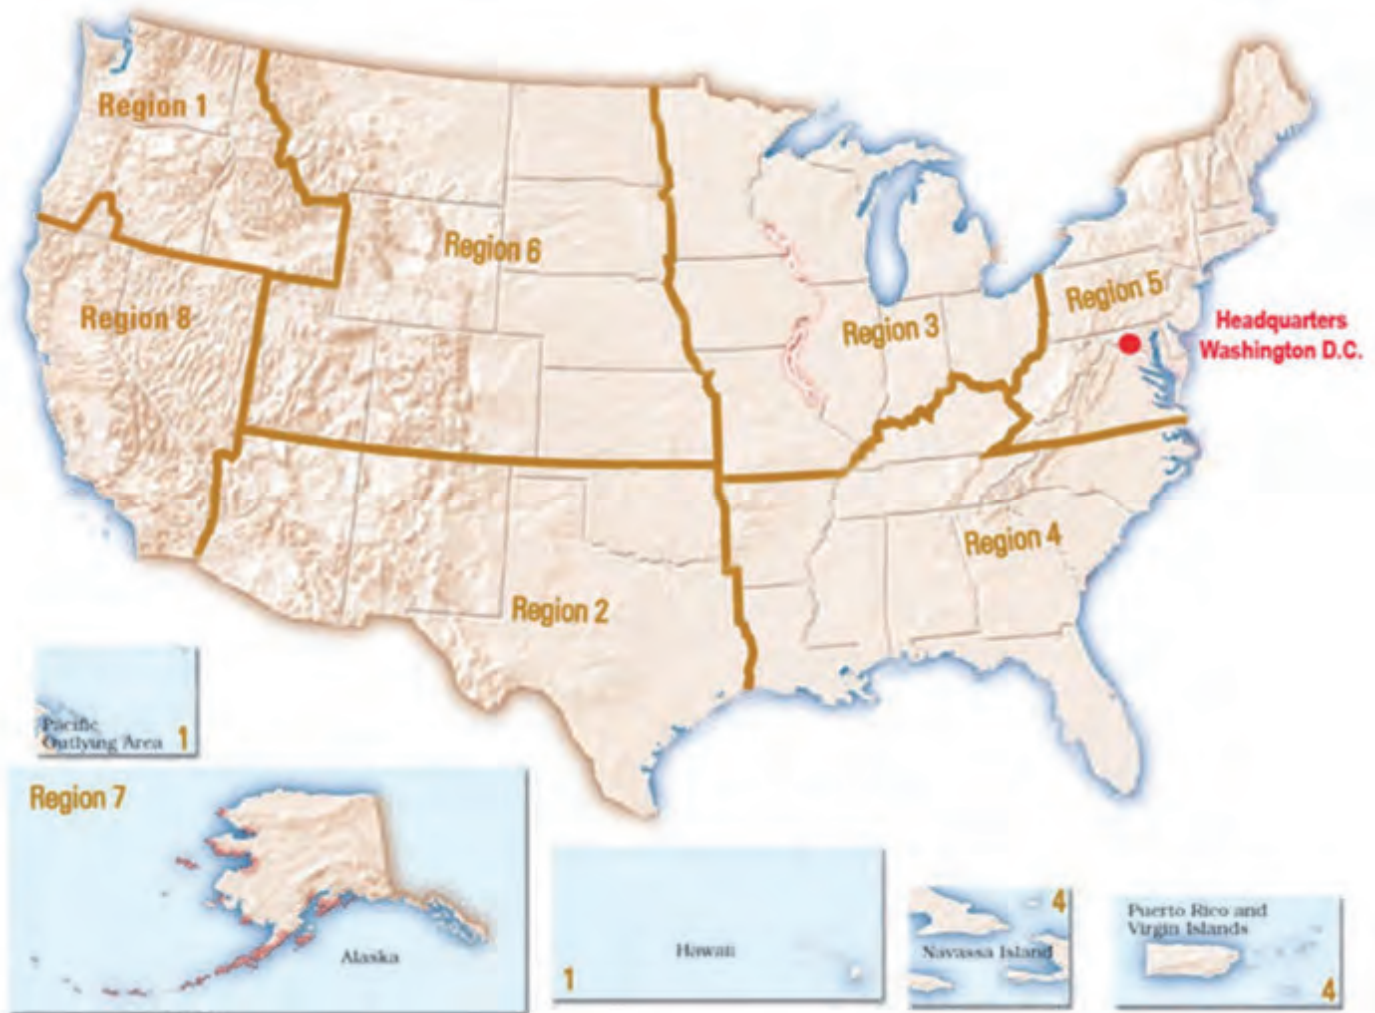 Region 1
Region 6
Region 8
Region 3
Region 5
Headquarters
Washington D.C.
Region 4
Region 2
Pacific
Outlying Area 1
Region 7
Alaska
Hawaii
1
4
Navassa Island
Puerto Rico and
Virgin Islands
4